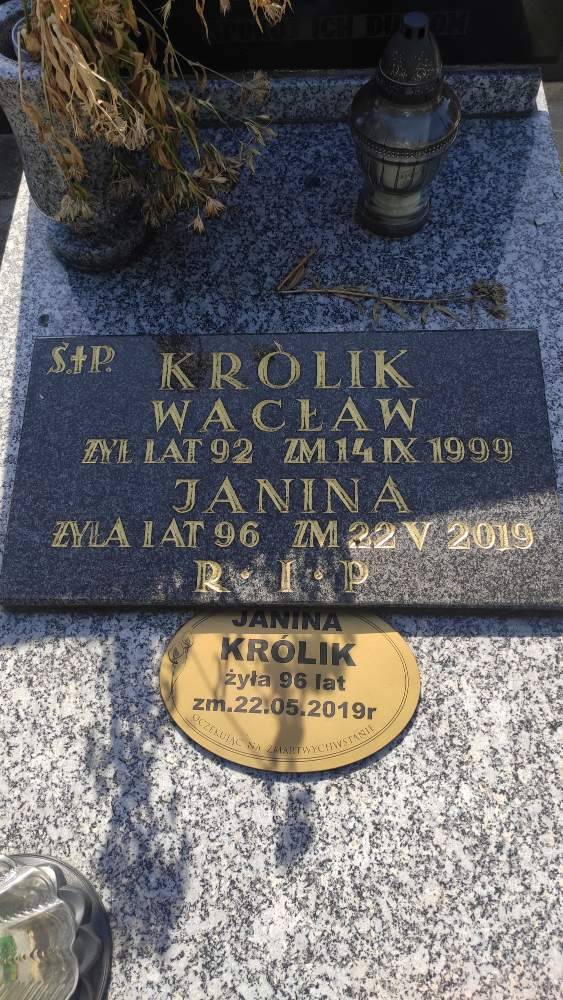 ICH
Ś.†P. KRÓLIK
WACŁAW
ŻYŁ LAT 92 ZM 14 IX 1999
JANINA
ŻYŁA LAT 96 ZM 22 V 2019
R · I · P
JANINA
KRÓLIK
żyła 96 lat
zm.22.05.2019r
OCZEKUJĄC NA ZMARTWYCHWSTANIE